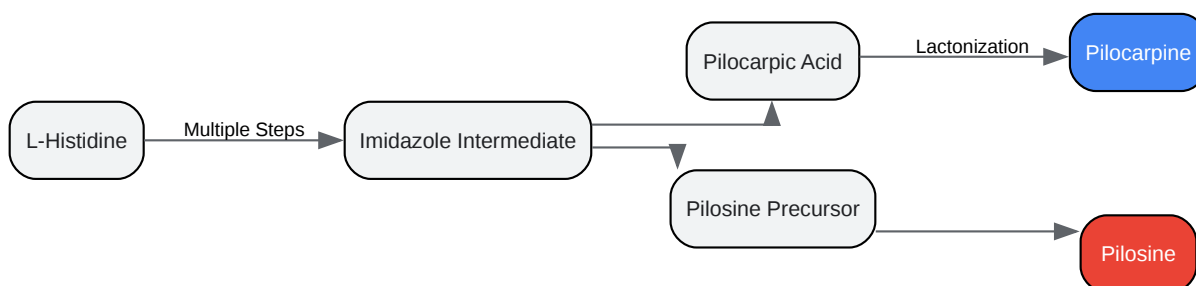 L-Histidine
Multiple Steps
Imidazole Intermediate
Pilocarpic Acid
Lactonization
Pilocarpine
Pilosine Precursor
Pilosine